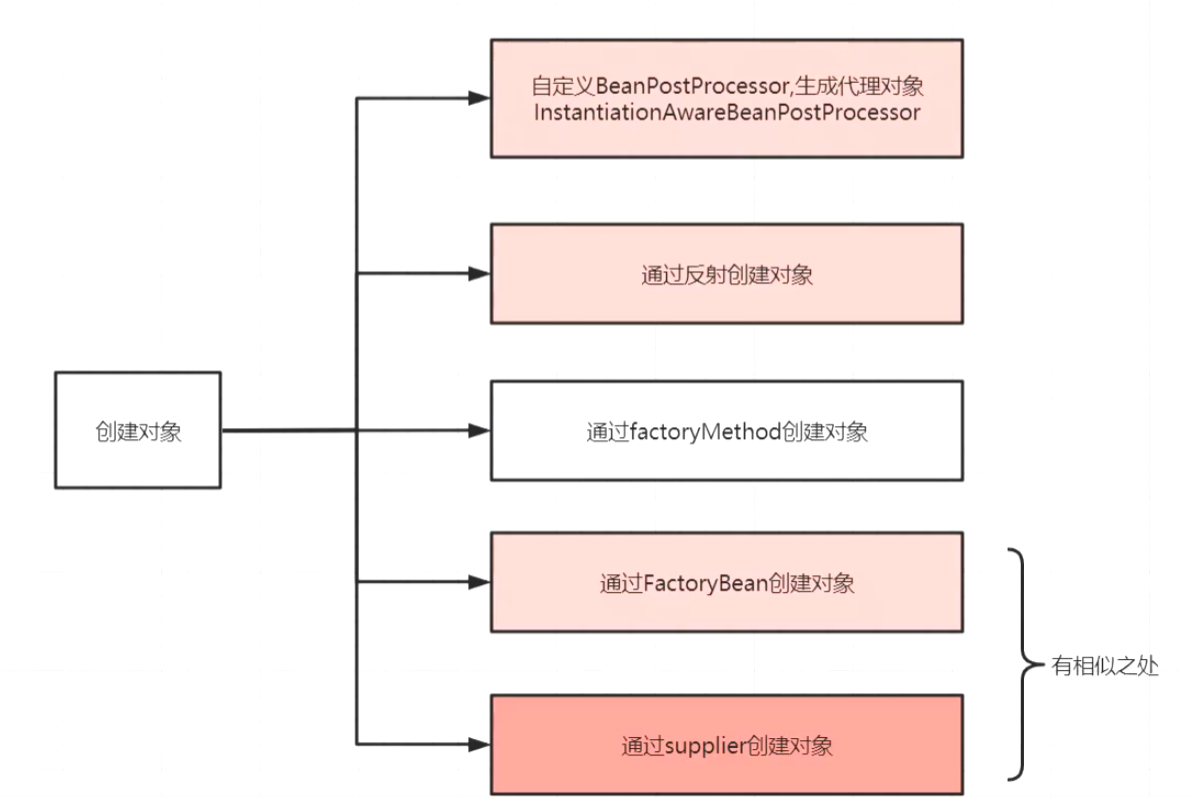 自定义BeanPostProcessor,生成代理对象
InstantiationAwareBeanPostProcessor
通过反射创建对象
创建对象
通过factoryMethod创建对象
通过FactoryBean创建对象
有相似之处
通过supplier创建对象